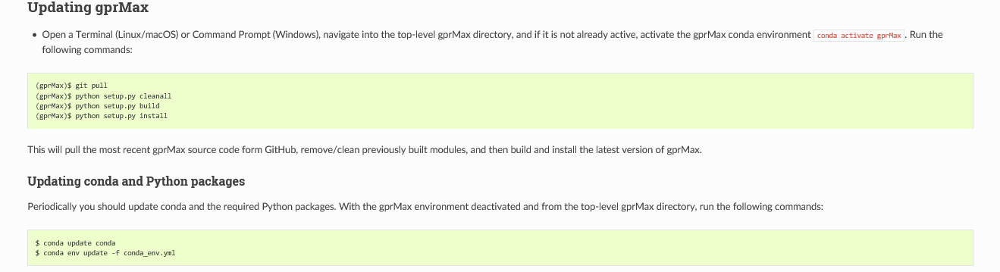 Updating gprMax
• Open a Terminal (Linux/macOS) or Command Prompt (Windows), navigate into the top-level gprMax directory, and if it is not already active, activate the gprMax conda environment conda activate gprMax . Run the
following commands:
(gprMax)$ git pull
(gprMax)$ python setup.py cleanall
(gprMax)$ python setup.py build
(gprMax)$ python setup.py install
This will pull the most recent gprMax source code form GitHub, remove/clean previously built modules, and then build and install the latest version of gprMax.
Updating conda and Python packages
Periodically you should update conda and the required Python packages. With the gprMax environment deactivated and from the top-level gprMax directory, run the following commands:
$ conda update conda
$ conda env update -f conda_env.yml